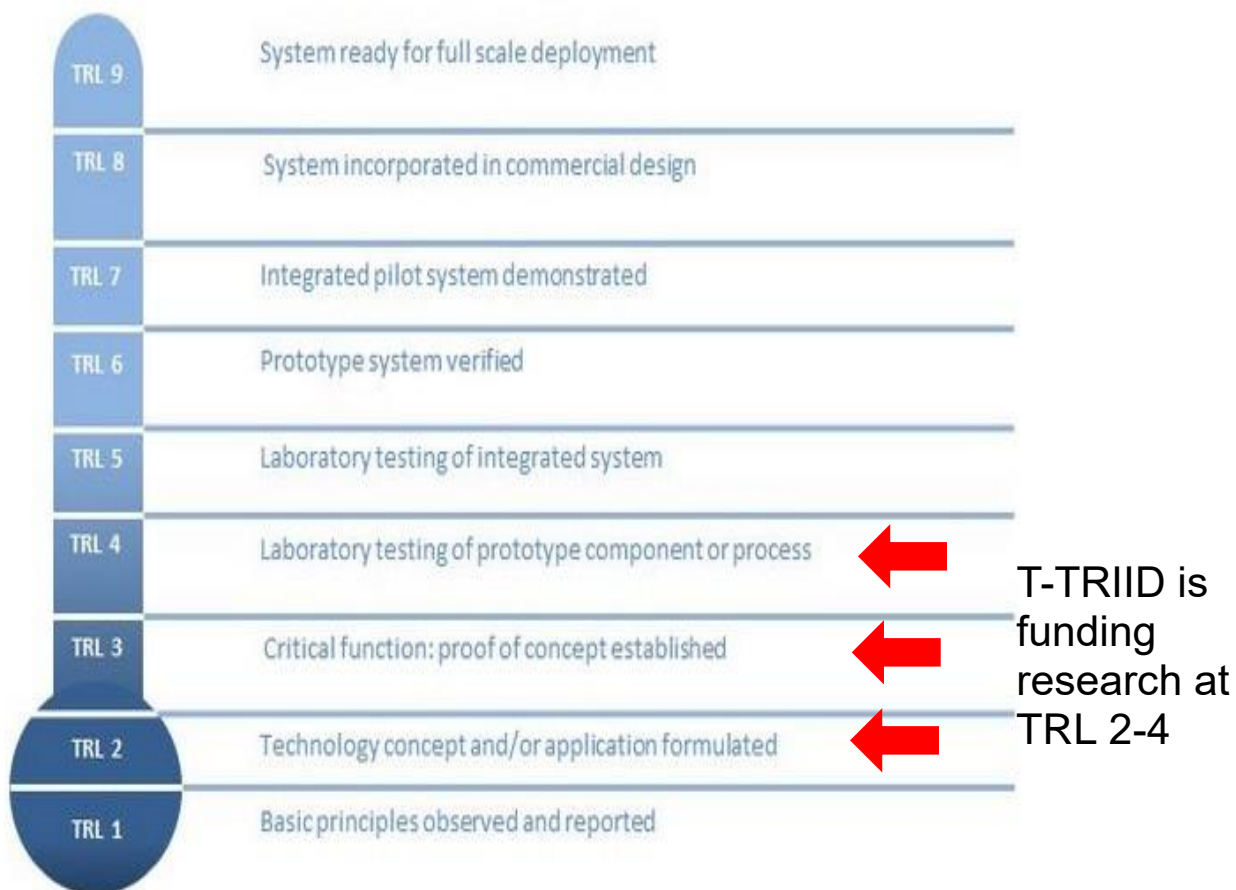 TRL 9 System ready for full scale deployment
TRL 8 System incorporated in commercial design
TRL 7 Integrated pilot system demonstrated
TRL 6 Prototype system verified
TRL 5 Laboratory testing of integrated system
TRL 4 Laboratory testing of prototype component or process
TRL 3 Critical function: proof of concept established
TRL 2 Technology concept and/or application formulated
TRL 1 Basic principles observed and reported
T-TRIID is
funding
research at
TRL 2-4